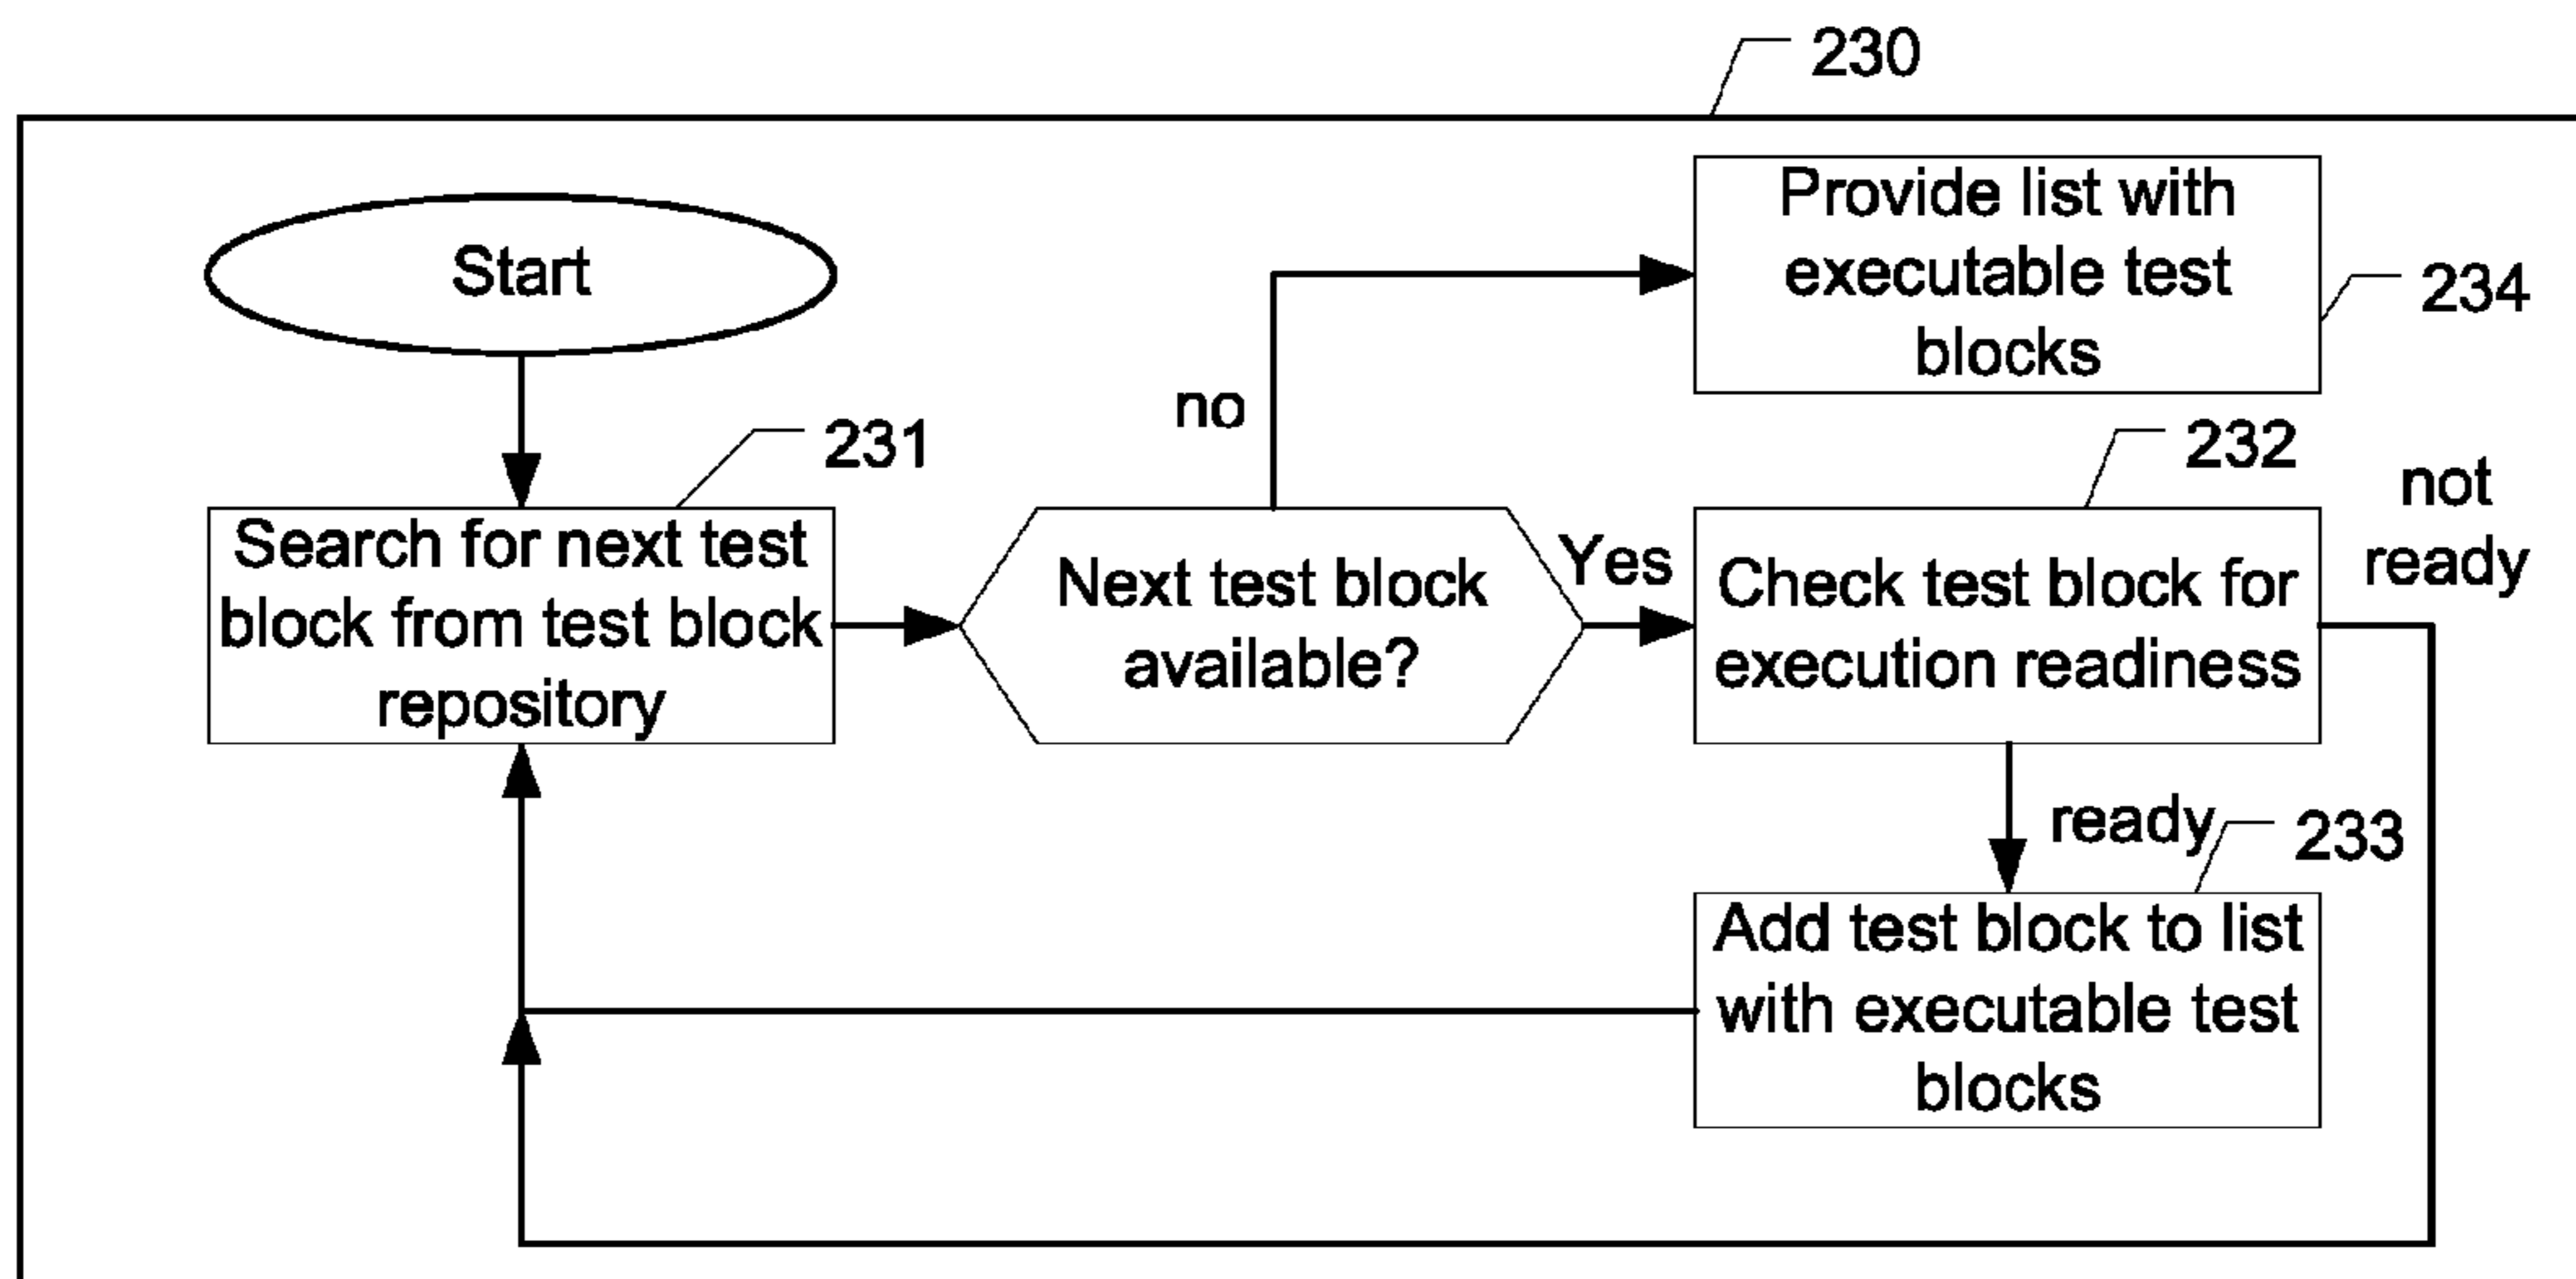 230
Start
Provide list with
executable test
blocks
234
no
231
Search for next test
block from test block
repository
Next test block
available?
Yes
232
Check test block for
execution readiness
not
ready
ready
233
Add test block to list
with executable test
blocks